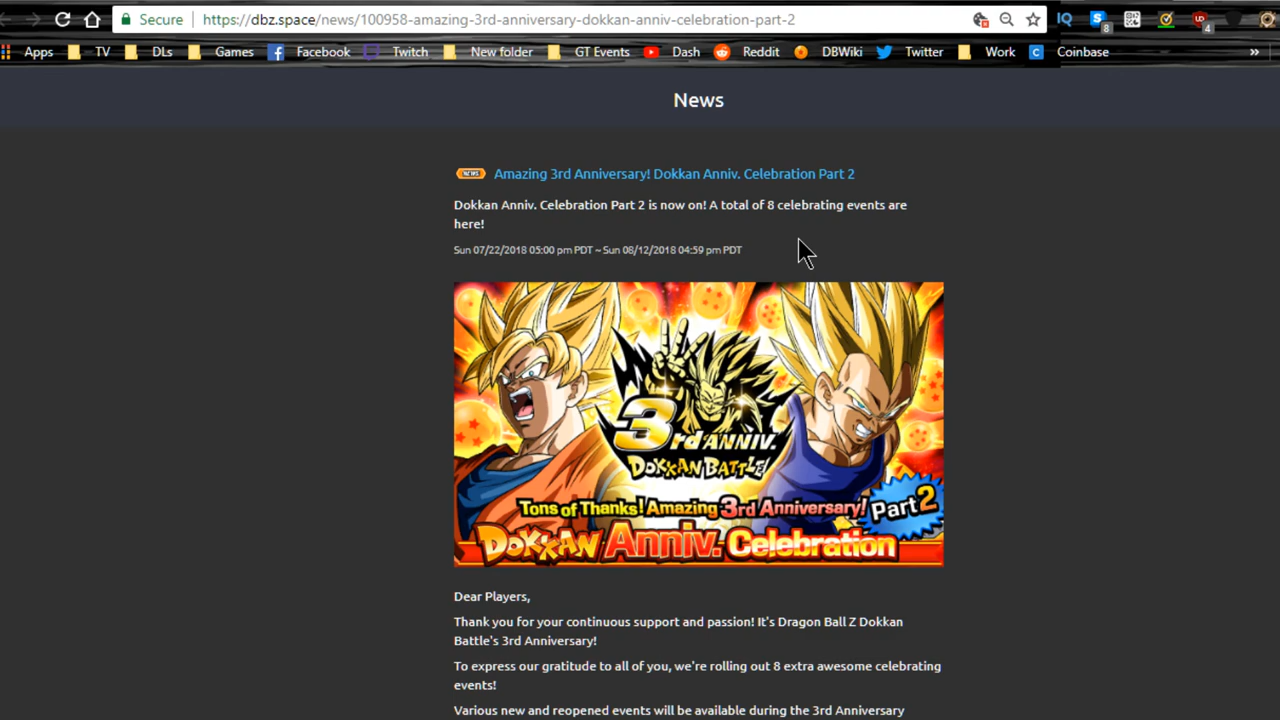 Secure https://dbz.space/news/100958-amazing-3rd-anniversary-dokkan-anniv-celebration-part-2
IQ 8 UD 4
Apps TV DLs Games Facebook Twitch New folder GT Events Dash Reddit DBWiki Twitter Work C Coinbase »
News
NEWS Amazing 3rd Anniversary! Dokkan Anniv. Celebration Part 2
Dokkan Anniv. Celebration Part 2 is now on! A total of 8 celebrating events are
here!
Sun 07/22/2018 05:00 pm PDT ~ Sun 08/12/2018 04:59 pm PDT
3rd ANNIV.
DOKKAN BATTLE!
Tons of Thanks! Amazing 3rd Anniversary! Part 2
DOKKAN Anniv. Celebration
Dear Players,
Thank you for your continuous support and passion! It's Dragon Ball Z Dokkan
Battle's 3rd Anniversary!
To express our gratitude to all of you, we're rolling out 8 extra awesome celebrating
events!
Various new and reopened events will be available during the 3rd Anniversary